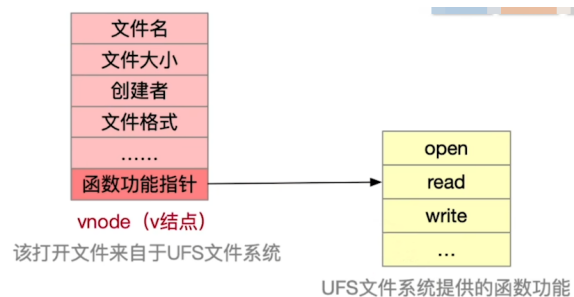 文件名
文件大小
创建者
文件格式
......
函数功能指针
vnode（v结点）
该打开文件来自于UFS文件系统
open
read
write
...
UFS文件系统提供的函数功能